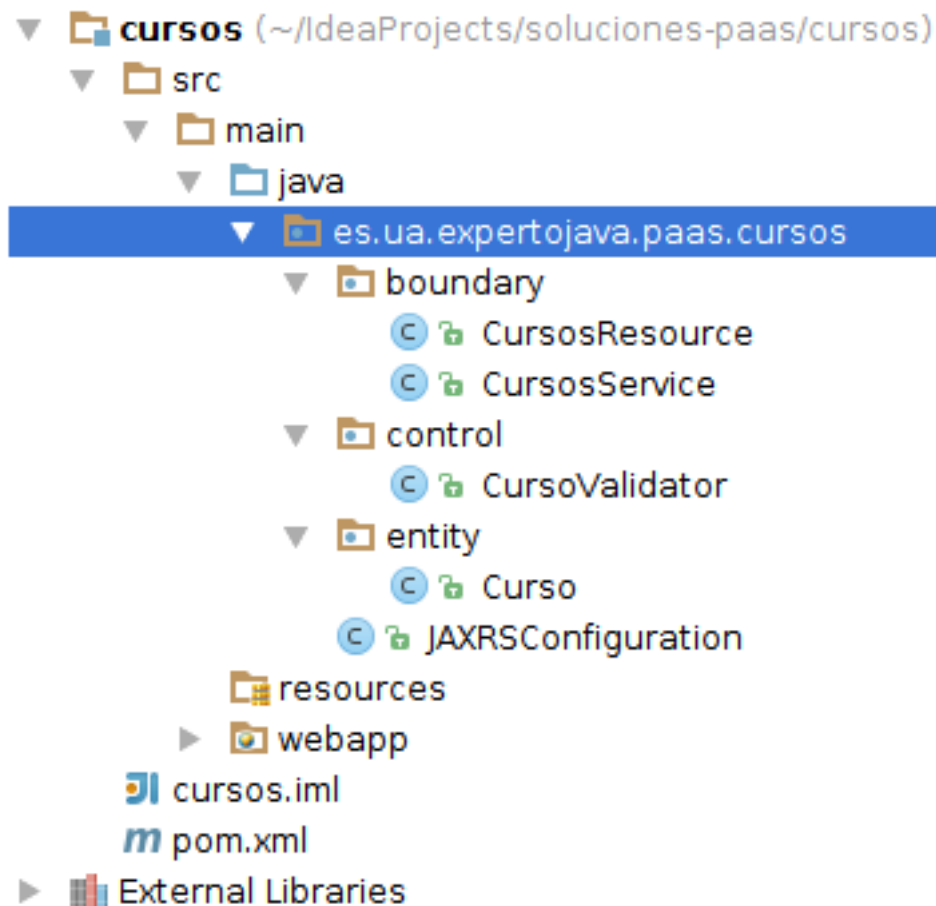 cursos (~/IdeaProjects/soluciones-paas/cursos)
src
main
java
es.ua.expertojava.paas.cursos
boundary
CursosResource
CursosService
control
CursoValidator
entity
Curso
JAXRSConfiguration
resources
webapp
cursos.iml
pom.xml
External Libraries